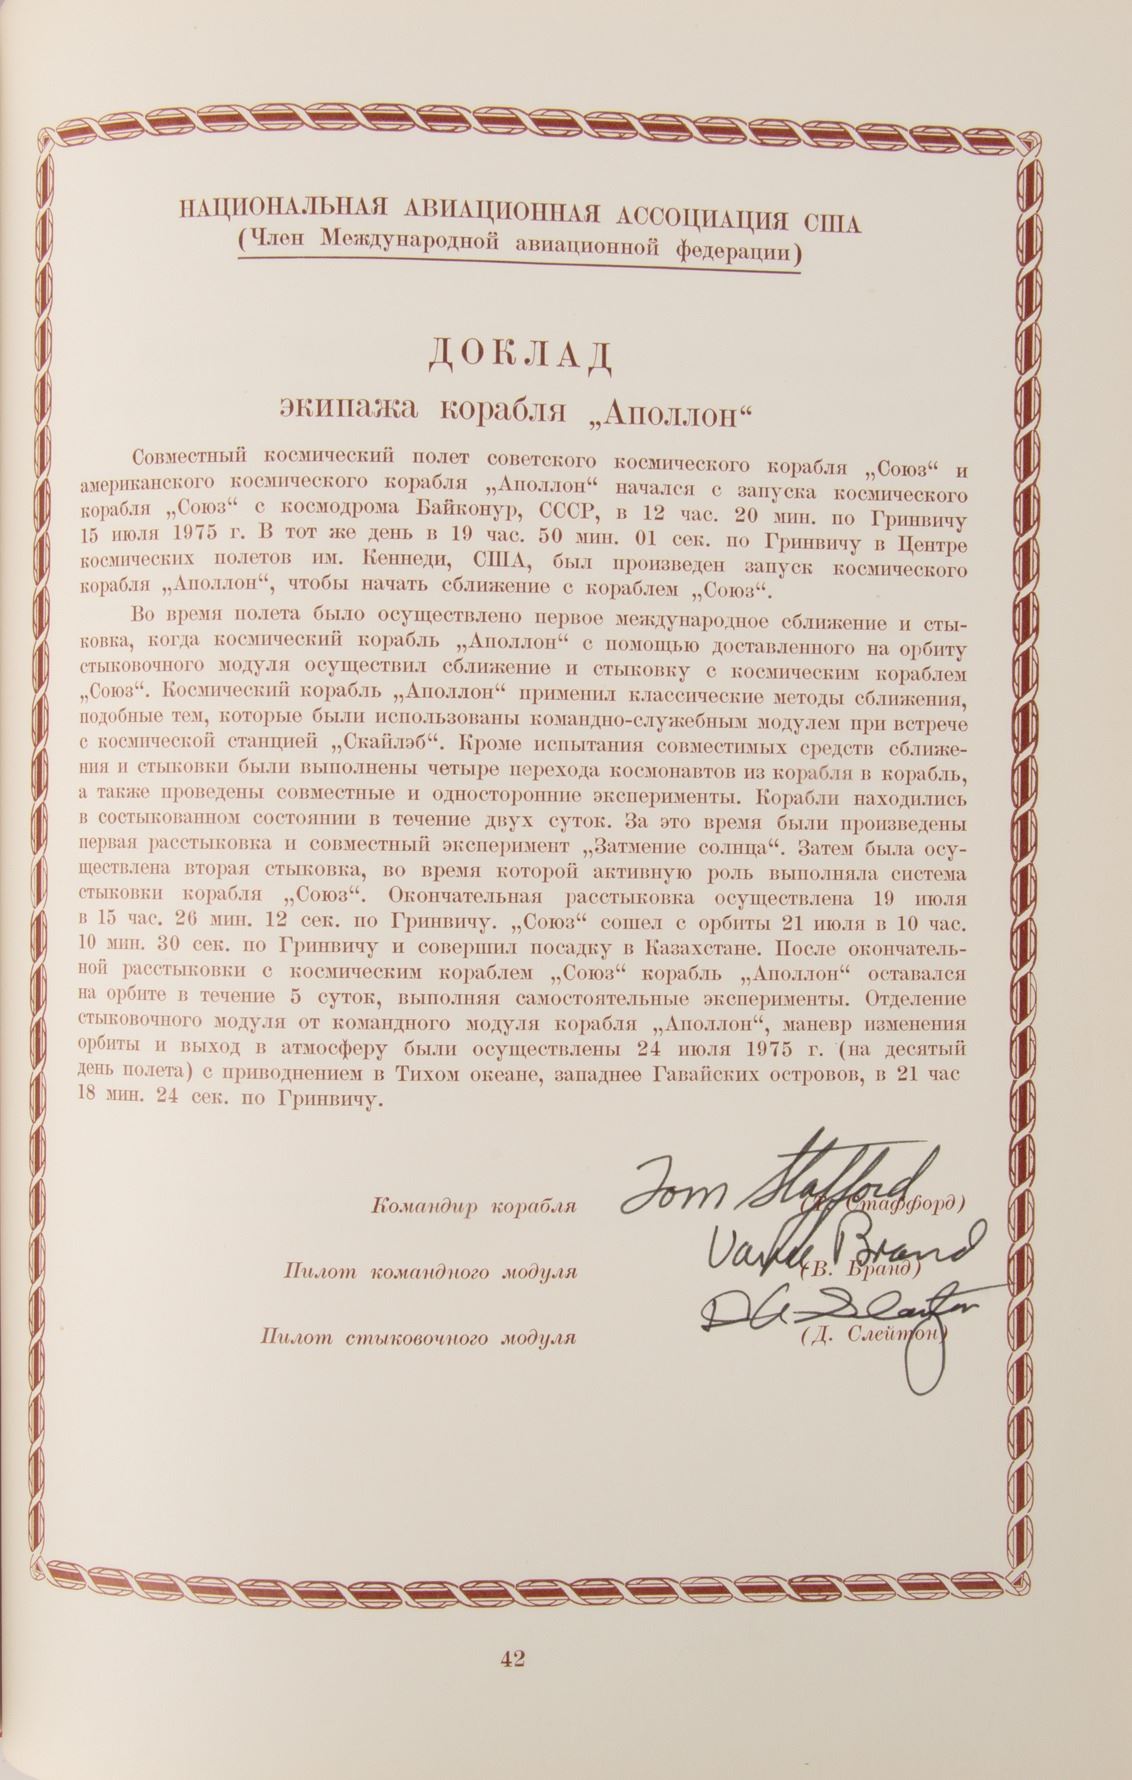 НАЦИОНАЛЬНАЯ АВИАЦИОННАЯ АССОЦИАЦИЯ США
(Член Международной авиационной федерации)
ДОКЛАД
экипажа корабля „Аполлон“
Совместный космический полет советского космического корабля „Союз“ и
американского космического корабля „Аполлон“ начался с запуска космического
корабля „Союз“ с космодрома Байконур, СССР, в 12 час. 20 мин. по Гринвичу
15 июля 1975 г. В тот же день в 19 час. 50 мин. 01 сек. по Гринвичу в Центре
космических полетов им. Кеннеди, США, был произведен запуск космического
корабля „Аполлон“, чтобы начать сближение с кораблем „Союз“.
Во время полета было осуществлено первое международное сближение и сты-
ковка, когда космический корабль „Аполлон“ с помощью доставленного на орбиту
стыковочного модуля осуществил сближение и стыковку с космическим кораблем
„Союз“. Космический корабль „Аполлон“ применил классические методы сближения,
подобные тем, которые были использованы командно-служебным модулем при встрече
с космической станцией „Скайлэб“. Кроме испытания совместимых средств сближе-
ния и стыковки были выполнены четыре перехода космонавтов из корабля в корабль,
а также проведены совместные и односторонние эксперименты. Корабли находились
в состыкованном состоянии в течение двух суток. За это время были произведены
первая расстыковка и совместный эксперимент „Затмение солнца“. Затем была осу-
ществлена вторая стыковка, во время которой активную роль выполняла система
стыковки корабля „Союз“. Окончательная расстыковка осуществлена 19 июля
в 15 час. 26 мин. 12 сек. по Гринвичу. „Союз“ сошел с орбиты 21 июля в 10 час.
10 мин. 30 сек. по Гринвичу и совершил посадку в Казахстане. После окончатель-
ной расстыковки с космическим кораблем „Союз“ корабль „Аполлон“ оставался
на орбите в течение 5 суток, выполняя самостоятельные эксперименты. Отделение
стыковочного модуля от командного модуля корабля „Аполлон“, маневр изменения
орбиты и выход в атмосферу были осуществлены 24 июля 1975 г. (на десятый
день полета) с приводнением в Тихом океане, западнее Гавайских островов, в 21 час
18 мин. 24 сек. по Гринвичу.
Tom Stafford
Командир корабля (Т. Стаффорд)
Vance Brand
Пилот командного модуля (В. Бранд)
D K Slayton
Пилот стыковочного модуля (Д. Слейтон)
42